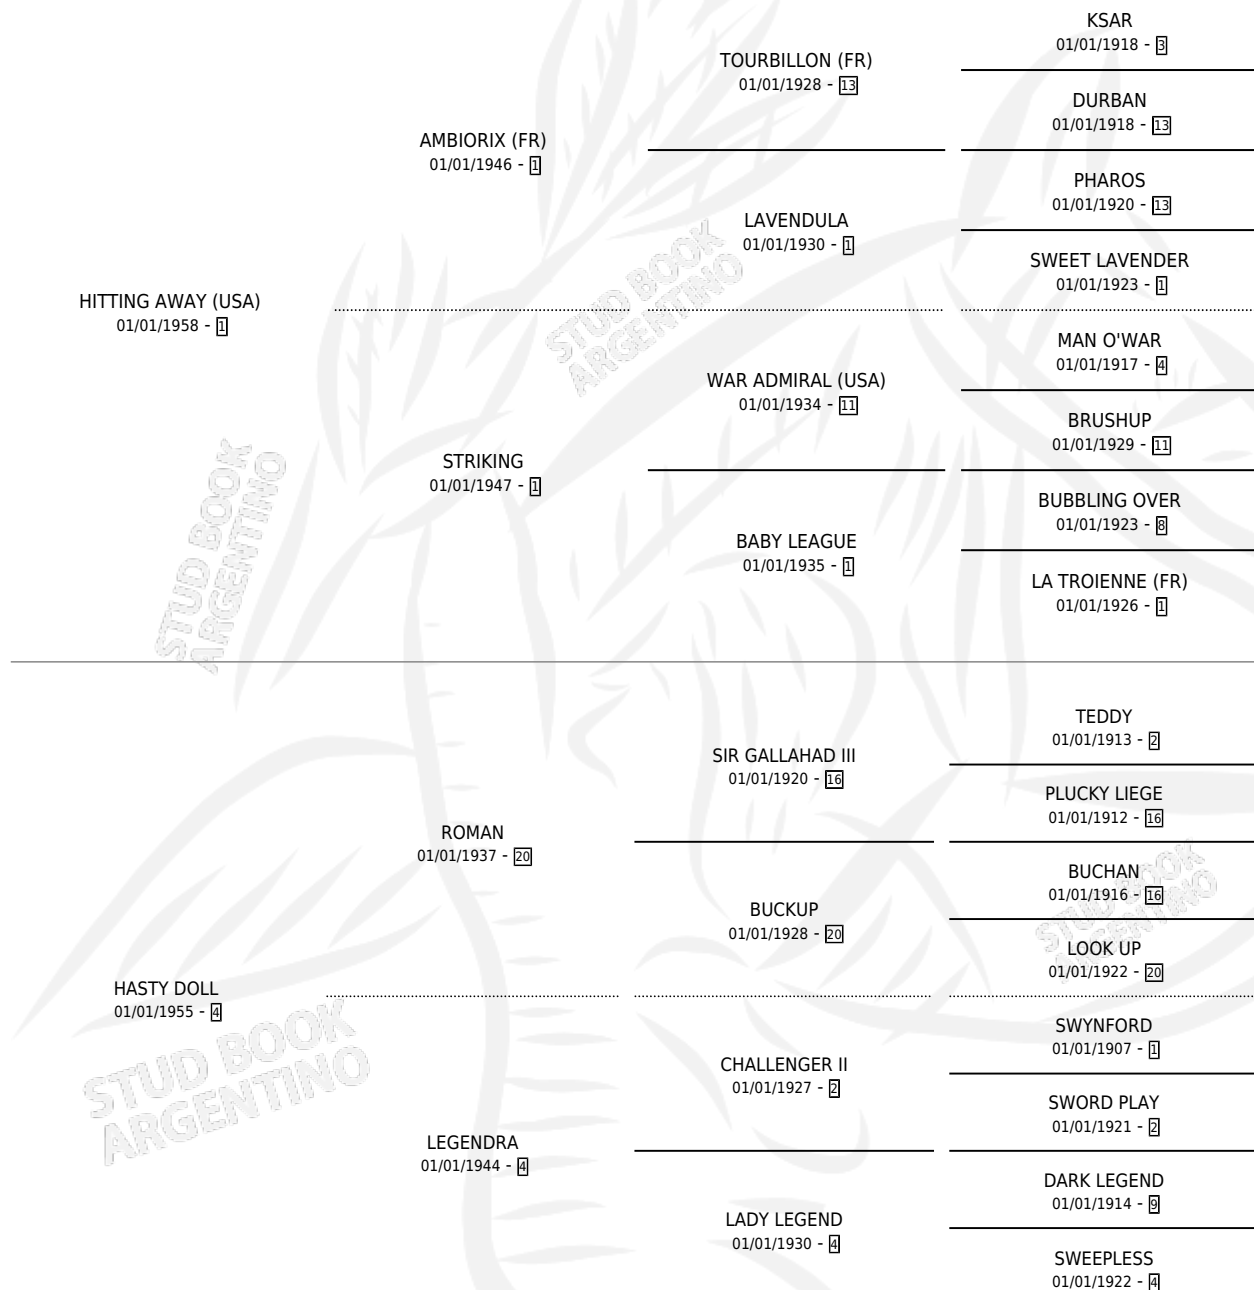 KSAR
01/01/1918 - 3
TOURBILLON (FR)
01/01/1928 - 13
DURBAN
01/01/1918 - 13
AMBIORIX (FR)
01/01/1946 - 1
PHAROS
01/01/1920 - 13
LAVENDULA
01/01/1930 - 1
SWEET LAVENDER
01/01/1923 - 1
HITTING AWAY (USA)
01/01/1958 - 1
STUD BOOK
ARGENTINO
MAN O'WAR
01/01/1917 - 4
WAR ADMIRAL (USA)
01/01/1934 - 11
BRUSHUP
01/01/1929 - 11
STRIKING
01/01/1947 - 1
BUBBLING OVER
01/01/1923 - 8
BABY LEAGUE
01/01/1935 - 1
LA TROIENNE (FR)
01/01/1926 - 1
STUD BOOK
ARGENTINO
TEDDY
01/01/1913 - 2
SIR GALLAHAD III
01/01/1920 - 16
PLUCKY LIEGE
01/01/1912 - 16
ROMAN
01/01/1937 - 20
BUCHAN
01/01/1916 - 16
BUCKUP
01/01/1928 - 20
LOOK UP
01/01/1922 - 20
STUD BOOK
ARGENTINO
HASTY DOLL
01/01/1955 - 4
SWYNFORD
01/01/1907 - 1
CHALLENGER II
01/01/1927 - 2
SWORD PLAY
01/01/1921 - 2
STUD BOOK
ARGENTINO
LEGENDRA
01/01/1944 - 4
DARK LEGEND
01/01/1914 - 9
LADY LEGEND
01/01/1930 - 4
SWEEPLESS
01/01/1922 - 4